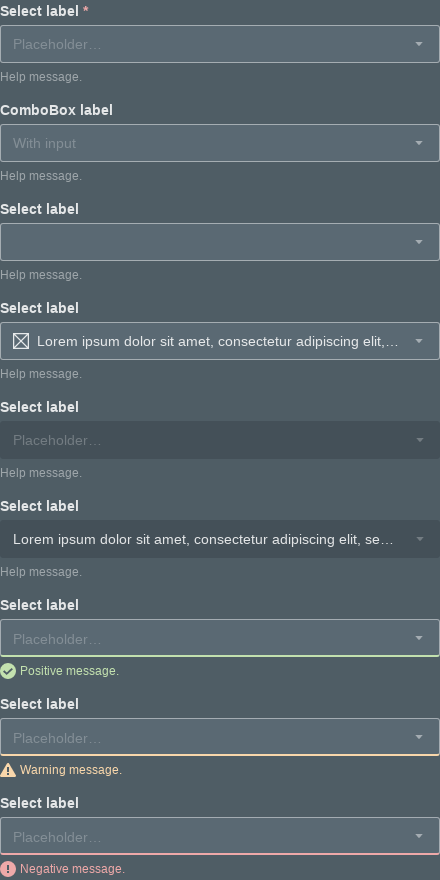 Select label *
Placeholder…
Help message.
ComboBox label
With input
Help message.
Select label
Help message.
Select label
Lorem ipsum dolor sit amet, consectetur adipiscing elit,…
Help message.
Select label
Placeholder…
Help message.
Select label
Lorem ipsum dolor sit amet, consectetur adipiscing elit, se…
Help message.
Select label
Placeholder…
Positive message.
Select label
Placeholder…
Warning message.
Select label
Placeholder…
Negative message.